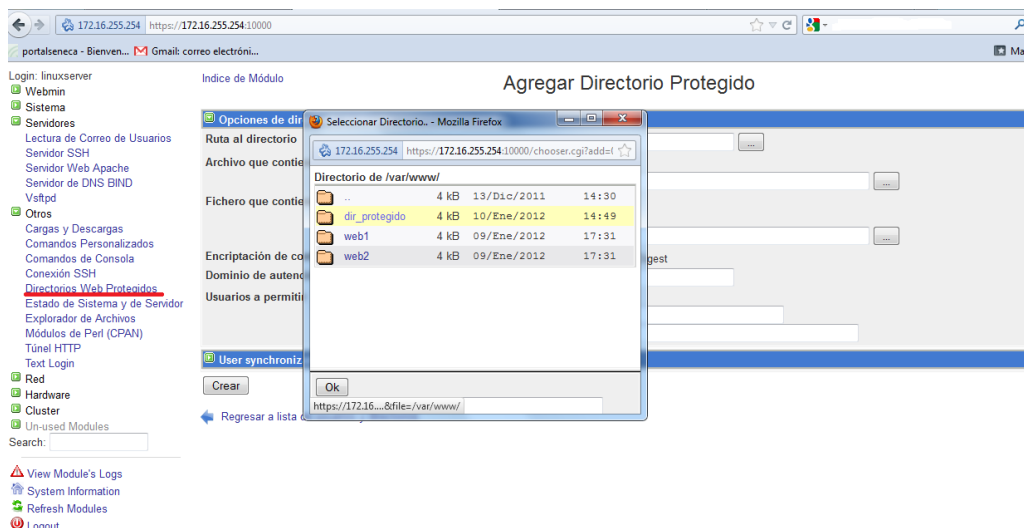 172.16.255.254 https://172.16.255.254:10000
portalseneca - Bienven... Gmail: correo electróni...
Login: linuxserver
Webmin
Sistema
Servidores
Lectura de Correo de Usuarios
Servidor SSH
Servidor Web Apache
Servidor de DNS BIND
Vsftpd
Otros
Cargas y Descargas
Comandos Personalizados
Comandos de Consola
Conexión SSH
Directorios Web Protegidos
Estado de Sistema y de Servidor
Explorador de Archivos
Módulos de Perl (CPAN)
Túnel HTTP
Text Login
Red
Hardware
Cluster
Un-used Modules
Search:
View Module's Logs
System Information
Refresh Modules
Logout
Indice de Módulo
Agregar Directorio Protegido
Opciones de dir
Ruta al directorio
...
Archivo que contie
...
Fichero que contie
...
Encriptación de co
gest
Dominio de auten
Usuarios a permiti
User synchroniz
Crear
Regresar a lista
Seleccionar Directorio.. - Mozilla Firefox
172.16.255.254 https://172.16.255.254:10000/chooser.cgi?add=
Directorio de /var/www/
.. 4 kB 13/Dic/2011 14:30
dir_protegido 4 kB 10/Ene/2012 14:49
web1 4 kB 09/Ene/2012 17:31
web2 4 kB 09/Ene/2012 17:31
Ok
https://172.16....&file=/var/www/